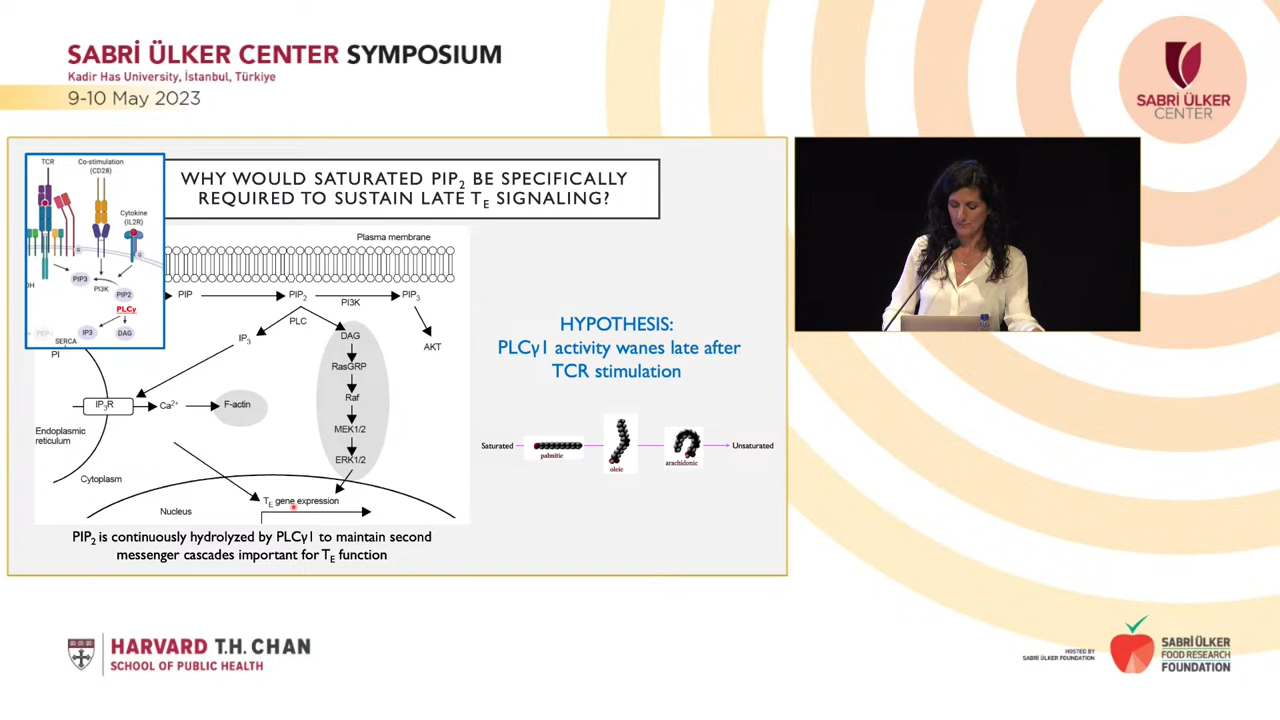 SABRİ ÜLKER CENTER SYMPOSIUM
Kadir Has University, İstanbul, Türkiye
9-10 May 2023
SABRİ ÜLKER
CENTER
WHY WOULD SATURATED PIP2 BE SPECIFICALLY
REQUIRED TO SUSTAIN LATE TE SIGNALING?
TCR
Co-stimulation
(CD28)
Cytokine
(IL2R)
G
G
PIP3
PI3K
PIP2
PLCγ
IP3
DAG
SERCA
PI
Plasma membrane
PIP
PIP2
PI3K
PIP3
PLC
IP3
DAG
AKT
RasGRP
Raf
MEK1/2
ERK1/2
IP3R
Ca2+
F-actin
Endoplasmic
reticulum
Cytoplasm
Nucleus
TE gene expression
PIP2 is continuously hydrolyzed by PLCγ1 to maintain second
messenger cascades important for TE function
HYPOTHESIS:
PLCγ1 activity wanes late after
TCR stimulation
Saturated
palmitic
oleic
arachidonic
Unsaturated
HARVARD T.H. CHAN
SCHOOL OF PUBLIC HEALTH
HOSTED BY
SABRI ÜLKER FOUNDATION
SABRİ ÜLKER
FOOD RESEARCH
FOUNDATION